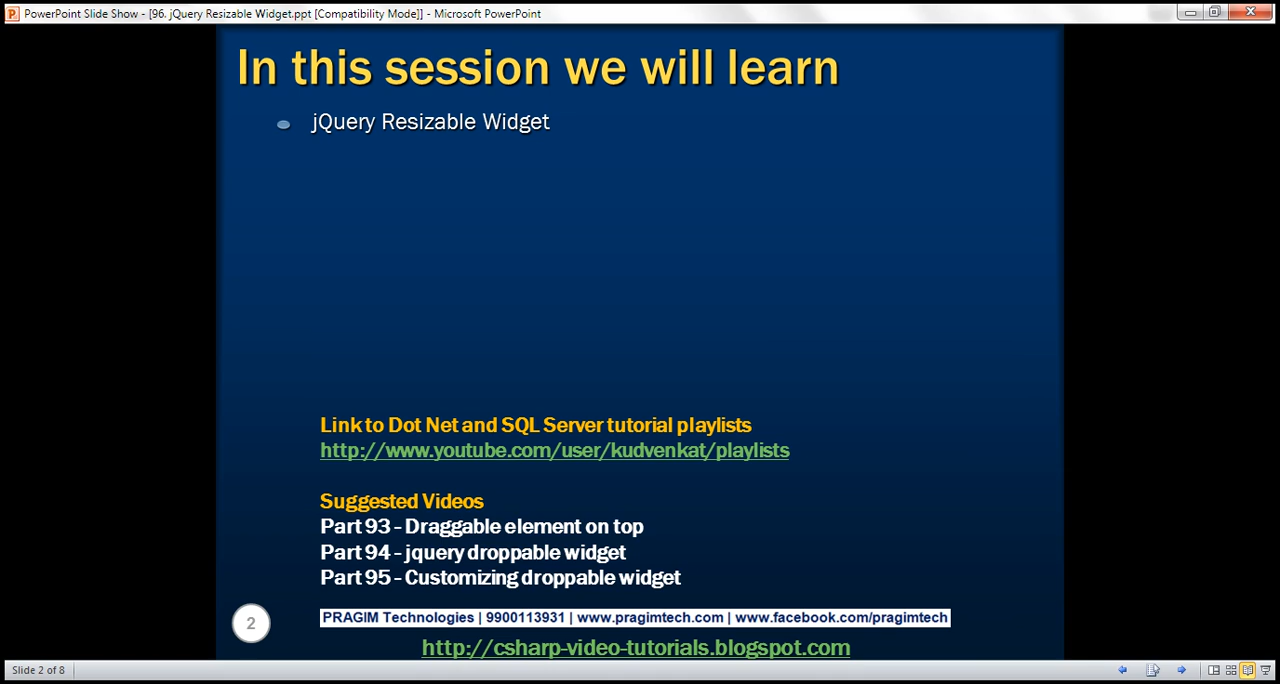 PowerPoint Slide Show - [96. jQuery Resizable Widget.ppt [Compatibility Mode]] - Microsoft PowerPoint
In this session we will learn
jQuery Resizable Widget
Link to Dot Net and SQL Server tutorial playlists
http://www.youtube.com/user/kudvenkat/playlists
Suggested Videos
Part 93 - Draggable element on top
Part 94 - jquery droppable widget
Part 95 - Customizing droppable widget
2
PRAGIM Technologies | 9900113931 | www.pragimtech.com | www.facebook.com/pragimtech
http://csharp-video-tutorials.blogspot.com
Slide 2 of 8